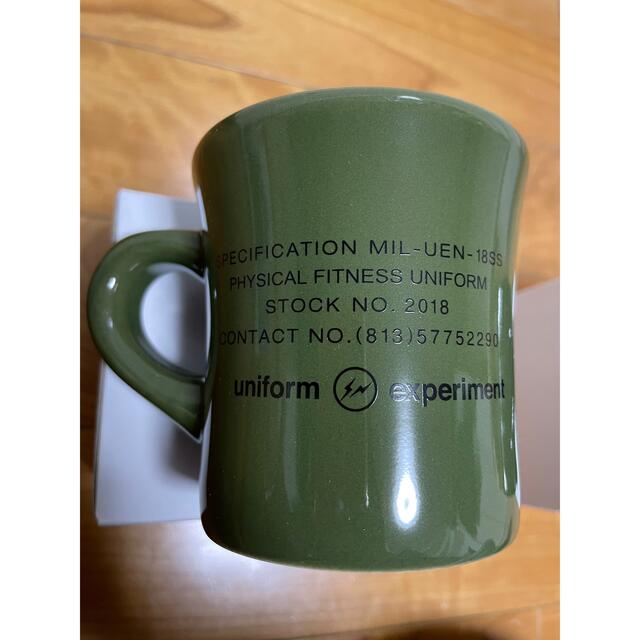 SPECIFICATION MIL-UEN-18SS
PHYSICAL FITNESS UNIFORM
STOCK NO. 2018
CONTACT NO.(813)57752290
uniform experiment